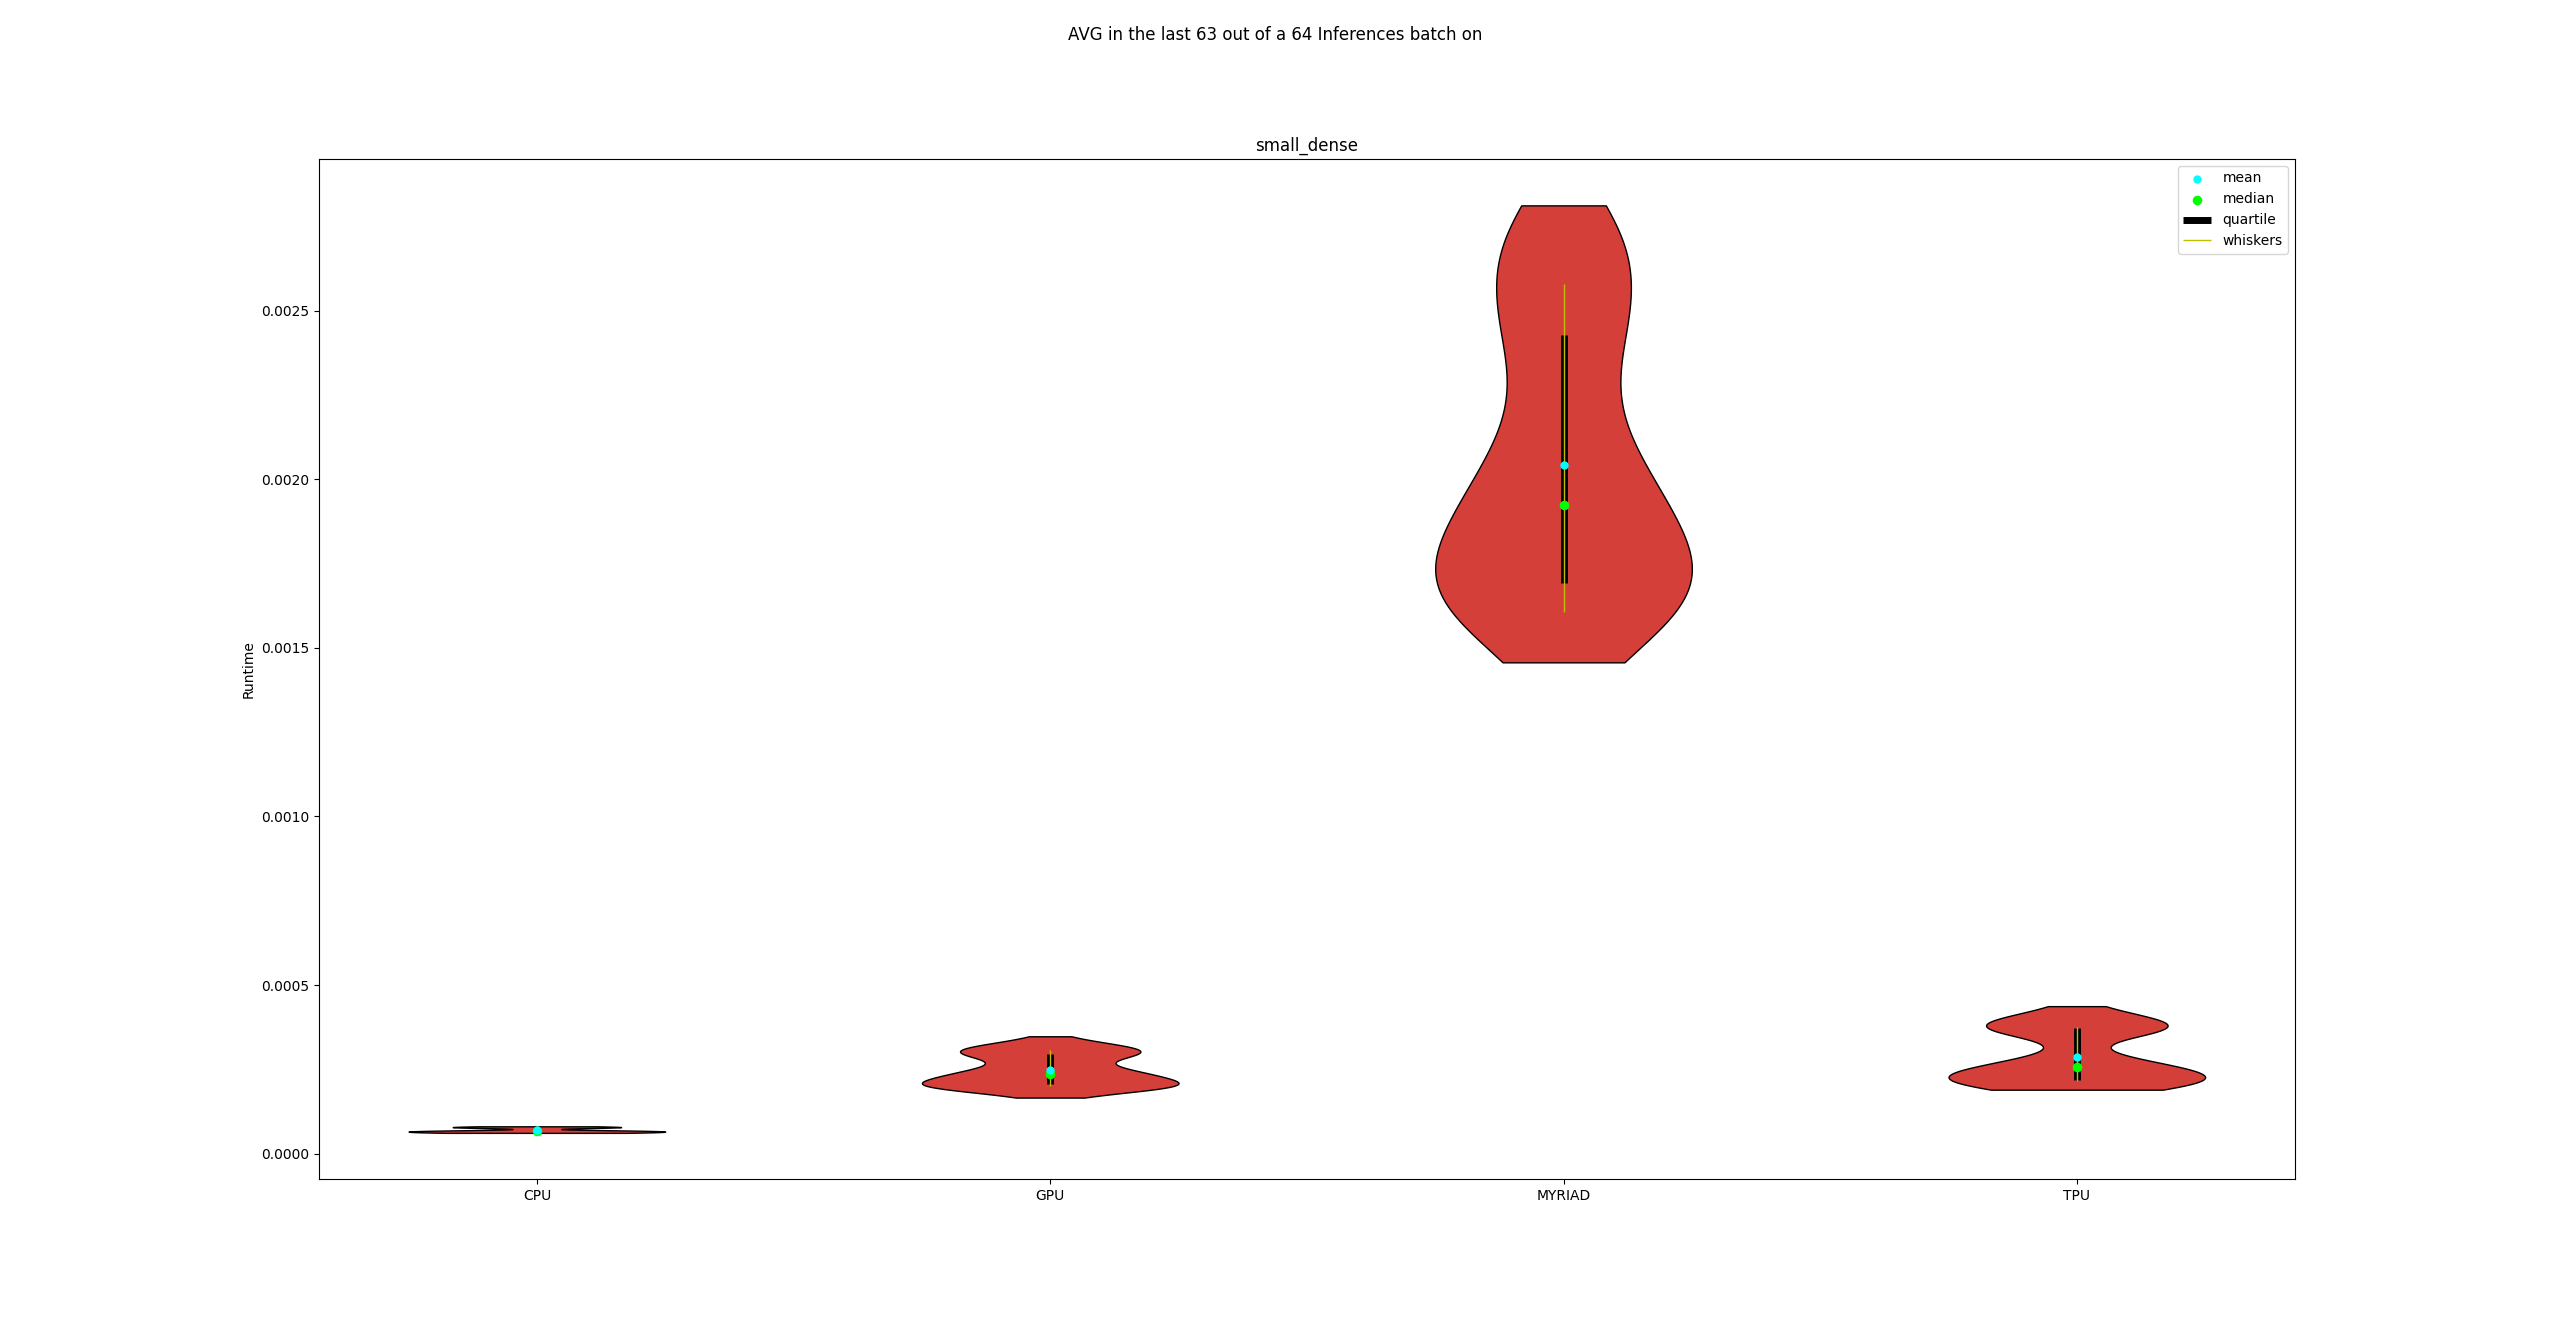 AVG in the last 63 out of a 64 Inferences batch on
small_dense
mean
median
quartile
whiskers
Runtime
0.0025
0.0020
0.0015
0.0010
0.0005
0.0000
CPU
GPU
MYRIAD
TPU